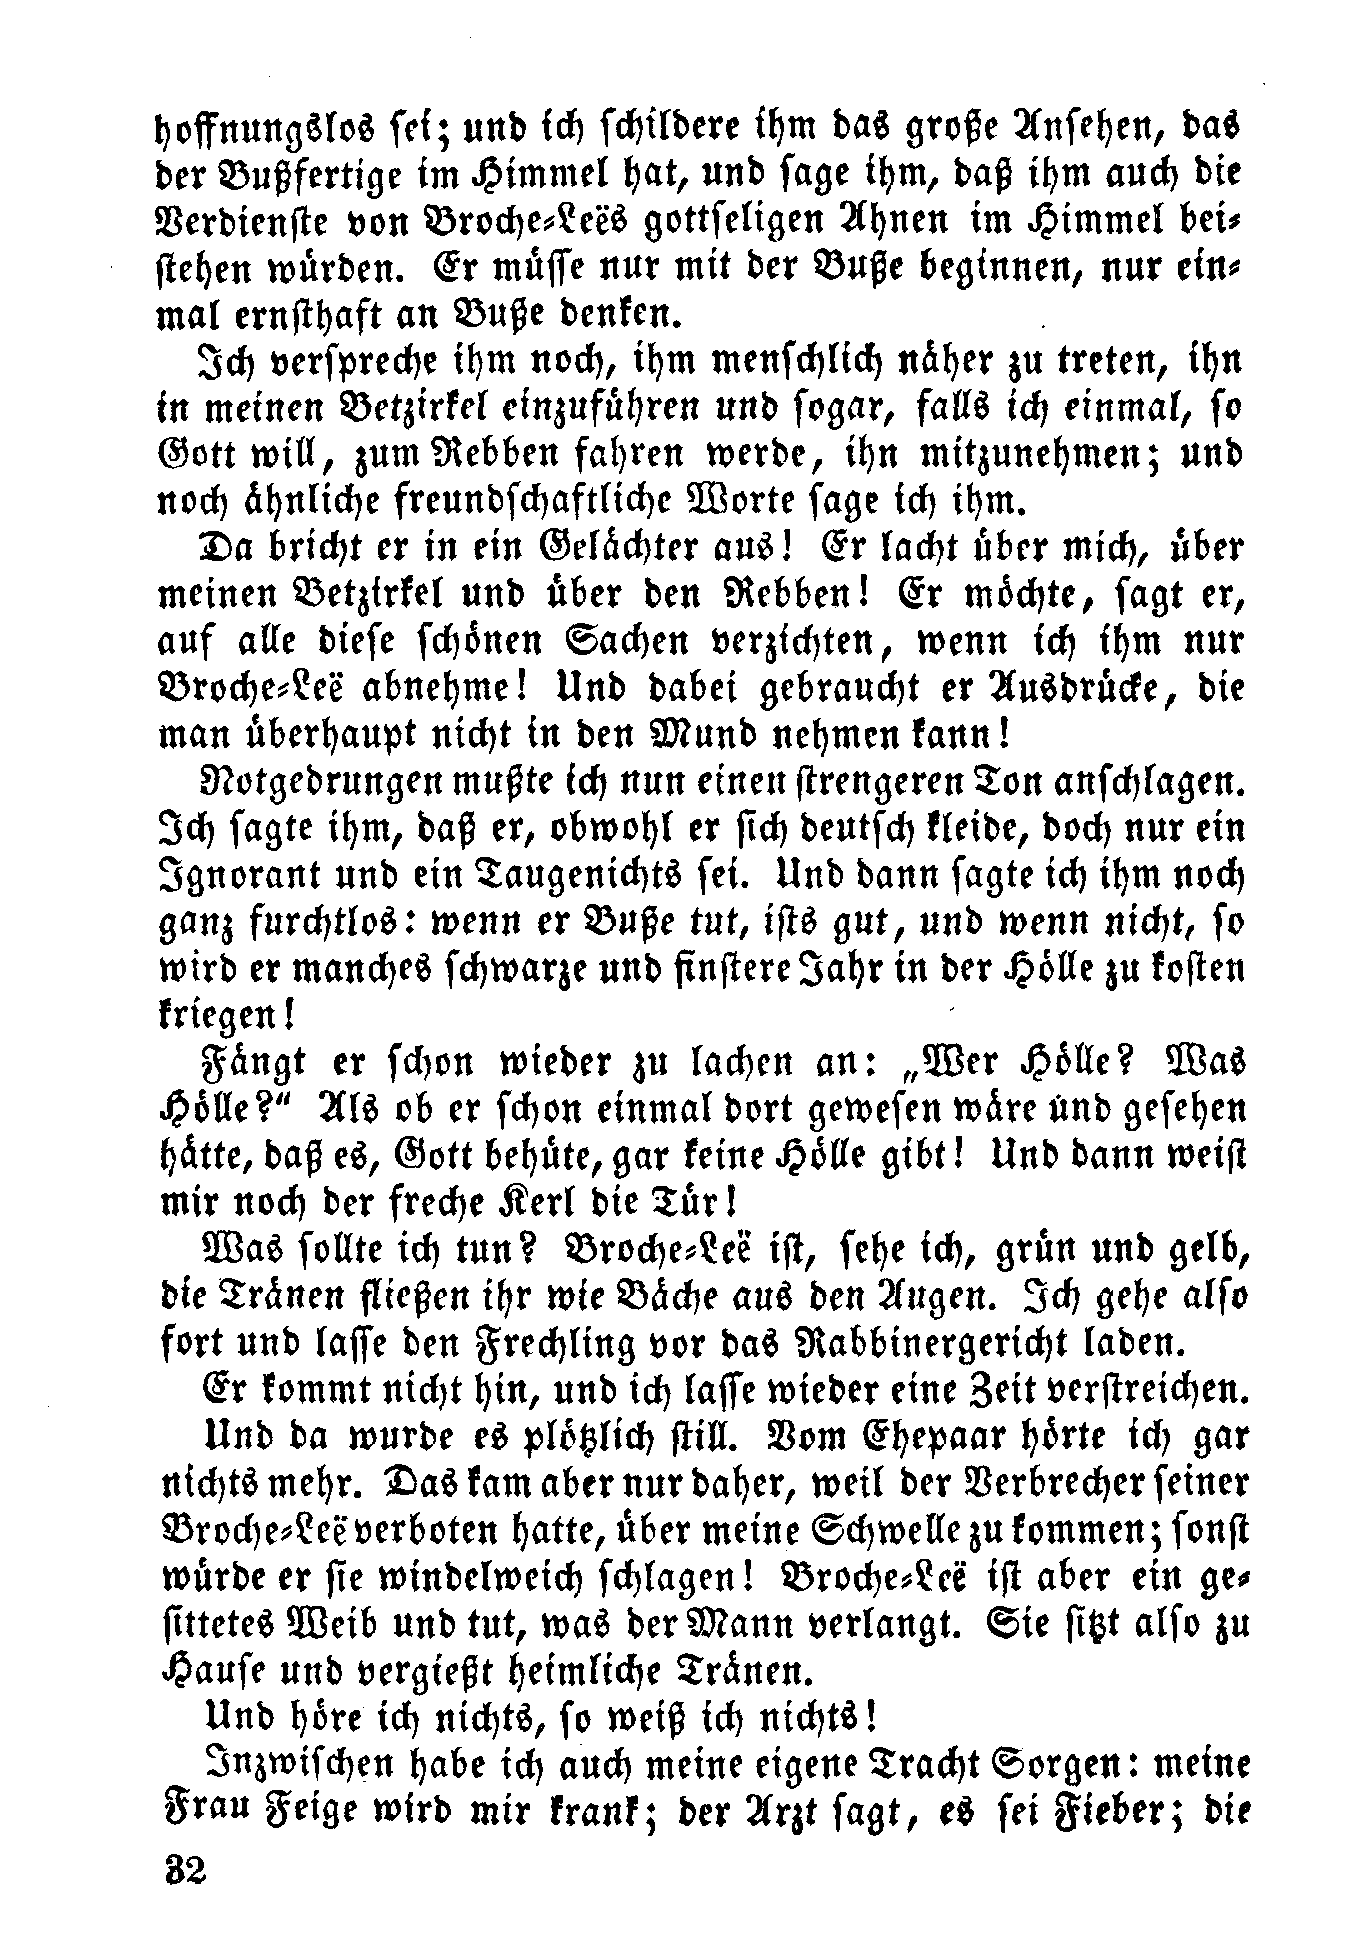 hoffnungslos sei; und ich schildere ihm das große Ansehen, das
der Bußfertige im Himmel hat, und sage ihm, daß ihm auch die
Verdienste von Broche-Leës gottseligen Ahnen im Himmel bei-
stehen würden. Er müsse nur mit der Buße beginnen, nur ein-
mal ernsthaft an Buße denken.
Ich verspreche ihm noch, ihm menschlich näher zu treten, ihn
in meinen Betzirkel einzuführen und sogar, falls ich einmal, so
Gott will, zum Rebben fahren werde, ihn mitzunehmen; und
noch ähnliche freundschaftliche Worte sage ich ihm.
Da bricht er in ein Gelächter aus! Er lacht über mich, über
meinen Betzirkel und über den Rebben! Er möchte, sagt er,
auf alle diese schönen Sachen verzichten, wenn ich ihm nur
Broche-Leë abnehme! Und dabei gebraucht er Ausdrücke, die
man überhaupt nicht in den Mund nehmen kann!
Notgedrungen mußte ich nun einen strengeren Ton anschlagen.
Ich sagte ihm, daß er, obwohl er sich deutsch kleide, doch nur ein
Ignorant und ein Taugenichts sei. Und dann sagte ich ihm noch
ganz furchtlos: wenn er Buße tut, ists gut, und wenn nicht, so
wird er manches schwarze und finstere Jahr in der Hölle zu kosten
kriegen!
Fängt er schon wieder zu lachen an: „Wer Hölle? Was
Hölle?“ Als ob er schon einmal dort gewesen wäre und gesehen
hätte, daß es, Gott behüte, gar keine Hölle gibt! Und dann weist
mir noch der freche Kerl die Tür!
Was sollte ich tun? Broche-Leë ist, sehe ich, grün und gelb,
die Tränen fließen ihr wie Bäche aus den Augen. Ich gehe also
fort und lasse den Frechling vor das Rabbinergericht laden.
Er kommt nicht hin, und ich lasse wieder eine Zeit verstreichen.
Und da wurde es plötzlich still. Vom Ehepaar hörte ich gar
nichts mehr. Das kam aber nur daher, weil der Verbrecher seiner
Broche-Leë verboten hatte, über meine Schwelle zu kommen; sonst
würde er sie windelweich schlagen! Broche-Leë ist aber ein ge-
sittetes Weib und tut, was der Mann verlangt. Sie sitzt also zu
Hause und vergießt heimliche Tränen.
Und höre ich nichts, so weiß ich nichts!
Inzwischen habe ich auch meine eigene Tracht Sorgen: meine
Frau Feige wird mir krank; der Arzt sagt, es sei Fieber; die
32